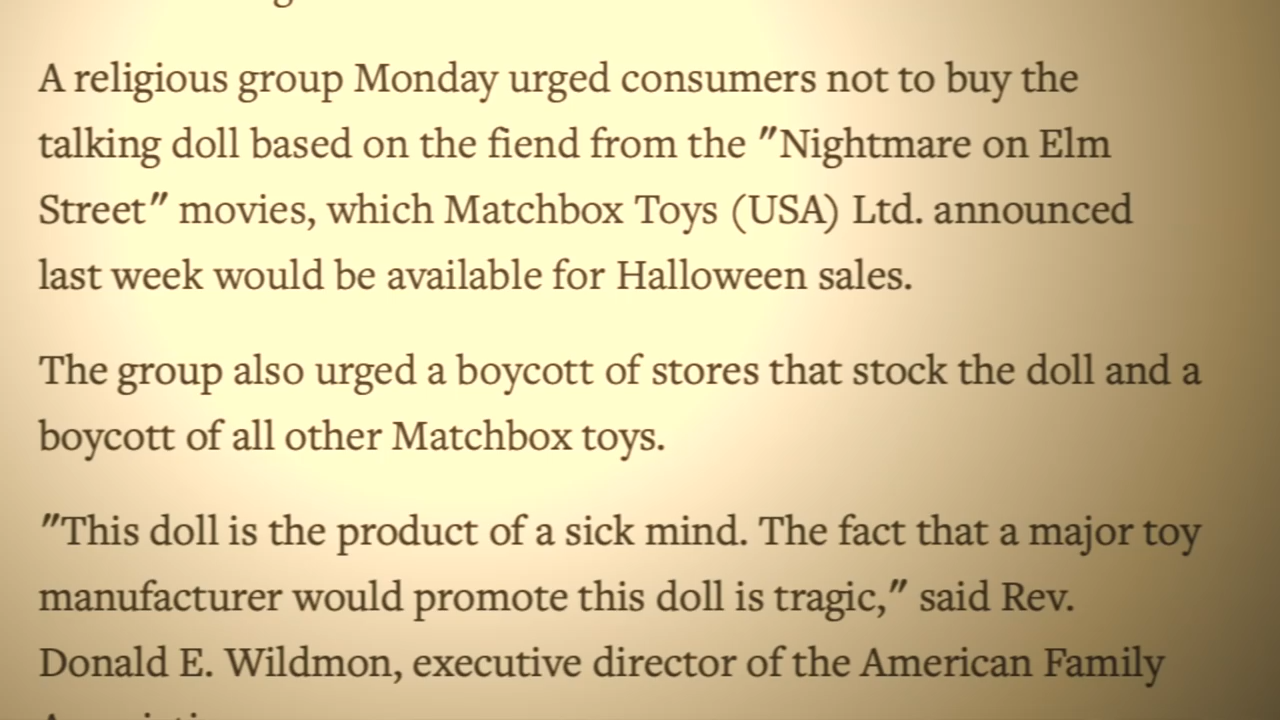 A religious group Monday urged consumers not to buy the
talking doll based on the fiend from the "Nightmare on Elm
Street" movies, which Matchbox Toys (USA) Ltd. announced
last week would be available for Halloween sales.
The group also urged a boycott of stores that stock the doll and a
boycott of all other Matchbox toys.
"This doll is the product of a sick mind. The fact that a major toy
manufacturer would promote this doll is tragic," said Rev.
Donald E. Wildmon, executive director of the American Family